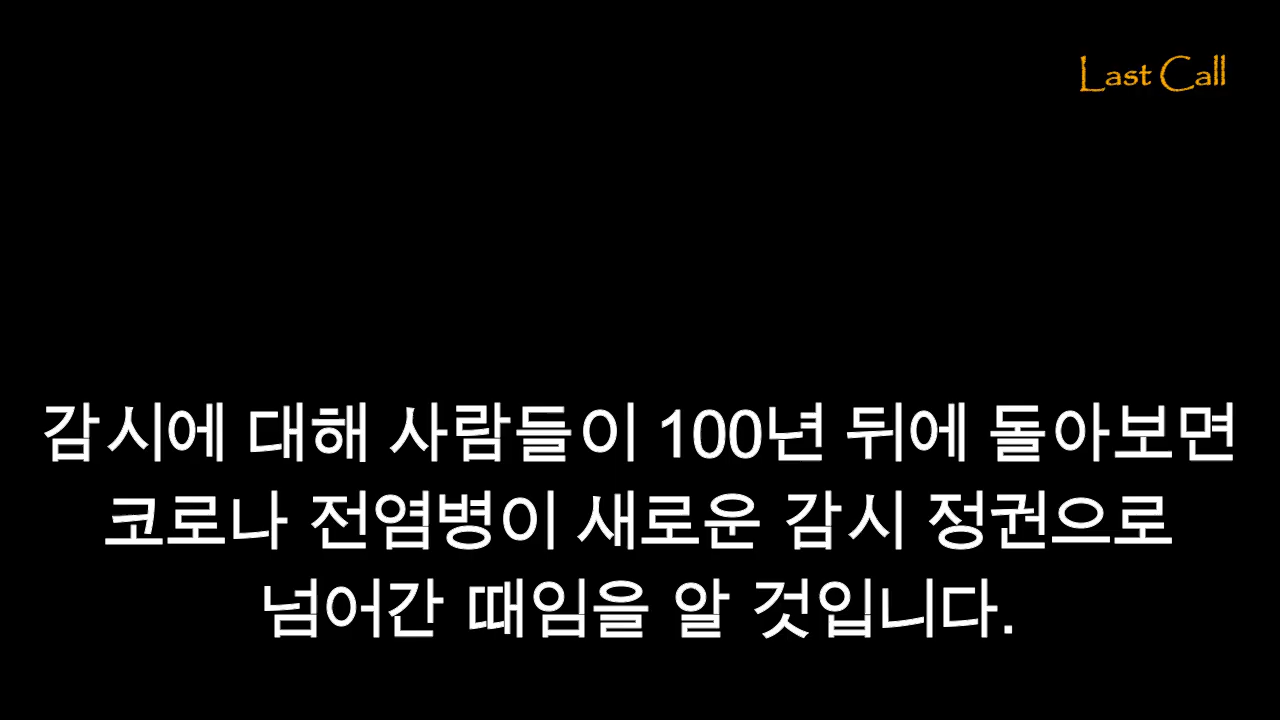 Last Call
감시에 대해 사람들이 100년 뒤에 돌아보면
코로나 전염병이 새로운 감시 정권으로
넘어간 때임을 알 것입니다.